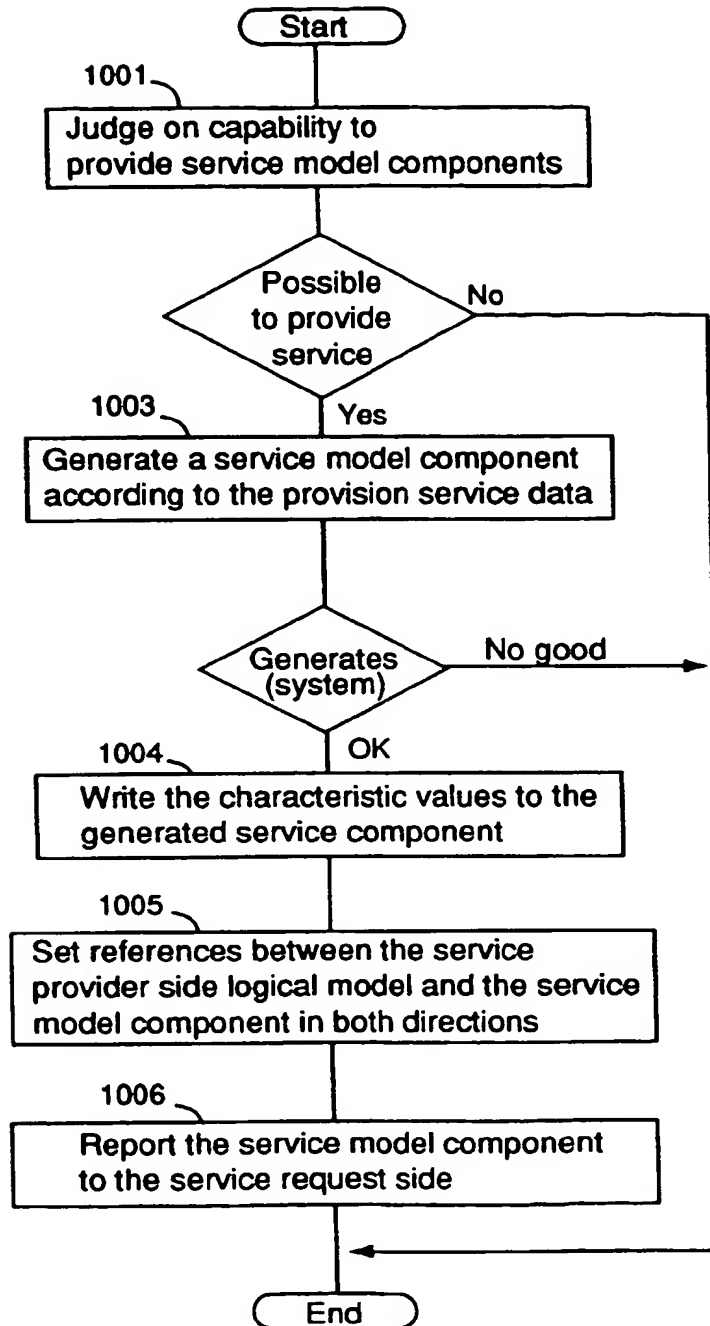 Start
1001
Judge on capability to
provide service model components
Possible
to provide
service
No
Yes
1003
Generate a service model component
according to the provision service data
Generates
(system)
No good
OK
1004
Write the characteristic values to the
generated service component
1005
Set references between the service
provider side logical model and the service
model component in both directions
1006
Report the service model component
to the service request side
End